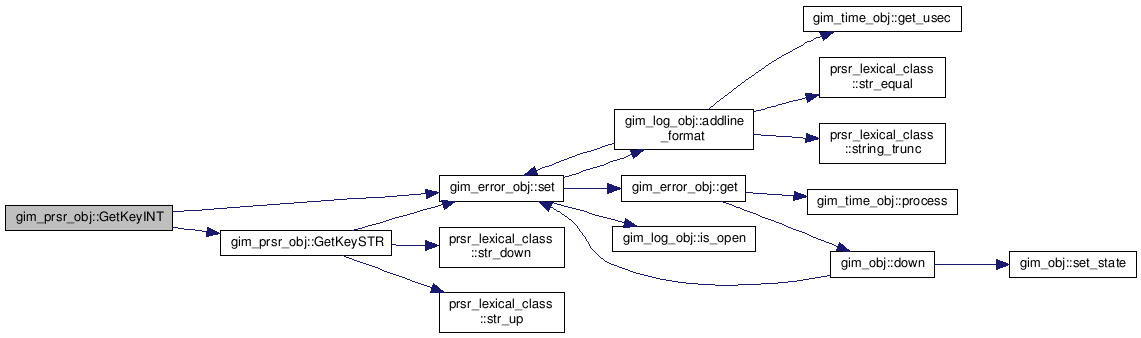 gim_prsr_obj::GetKeyINT
gim_prsr_obj::GetKeySTR
gim_error_obj::set
prsr_lexical_class
::str_down
prsr_lexical_class
::str_up
gim_log_obj::addline
_format
gim_error_obj::get
gim_log_obj::is_open
gim_time_obj::get_usec
prsr_lexical_class
::str_equal
prsr_lexical_class
::string_trunc
gim_time_obj::process
gim_obj::down
gim_obj::set_state